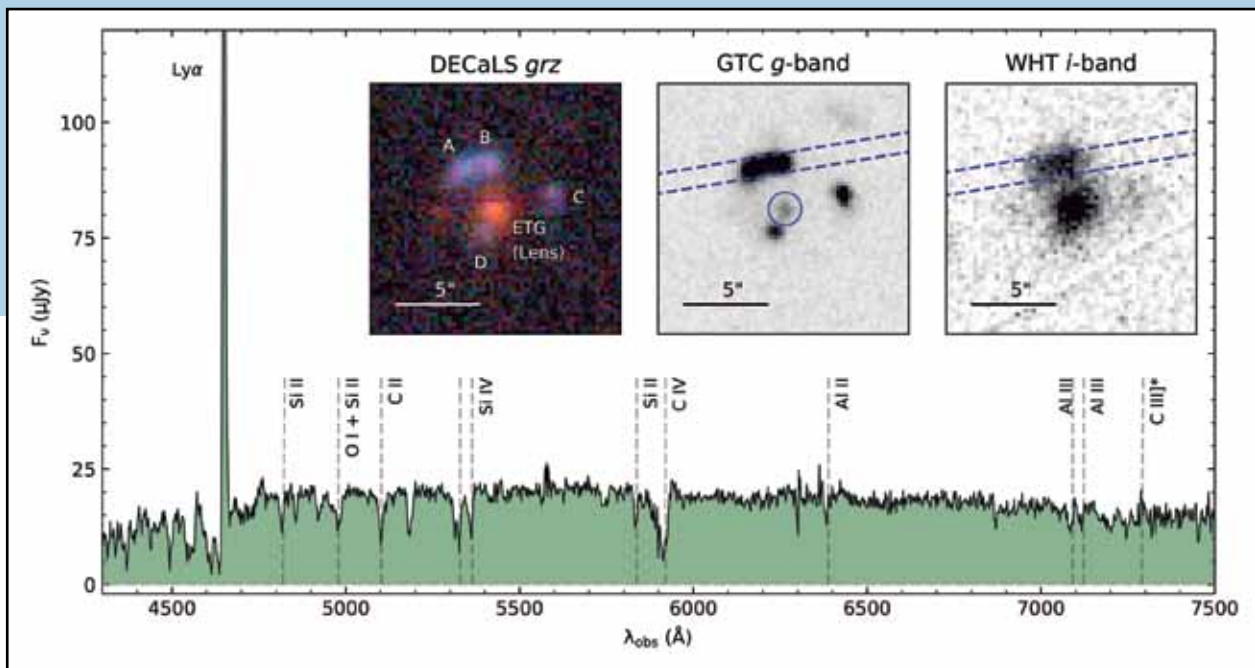 Lyα
DECaLS grz
GTC g-band
WHT i-band
A
B
C
ETG
(Lens)
D
5"
5"
5"
Si II
O I + Si II
C II
Si IV
Si II
C IV
Al II
Al III
Al III
C III]*
100
75
50
25
0
Fν (μJy)
4500
5000
5500
6000
6500
7000
7500
λobs (Å)